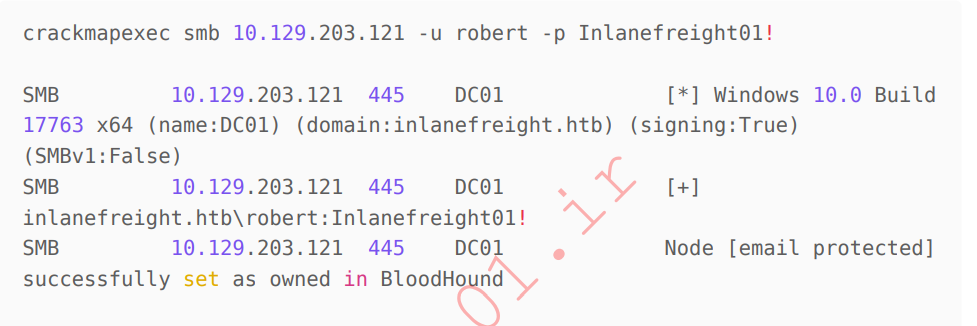 crackmapexec smb 10.129.203.121 -u robert -p Inlanefreight01!
SMB 10.129.203.121 445 DC01 [*] Windows 10.0 Build
17763 x64 (name:DC01) (domain:inlanefreight.htb) (signing:True)
(SMBv1:False)
SMB 10.129.203.121 445 DC01 [+]
inlanefreight.htb\robert:Inlanefreight01!
SMB 10.129.203.121 445 DC01 Node [email protected]
successfully set as owned in BloodHound
01.ir